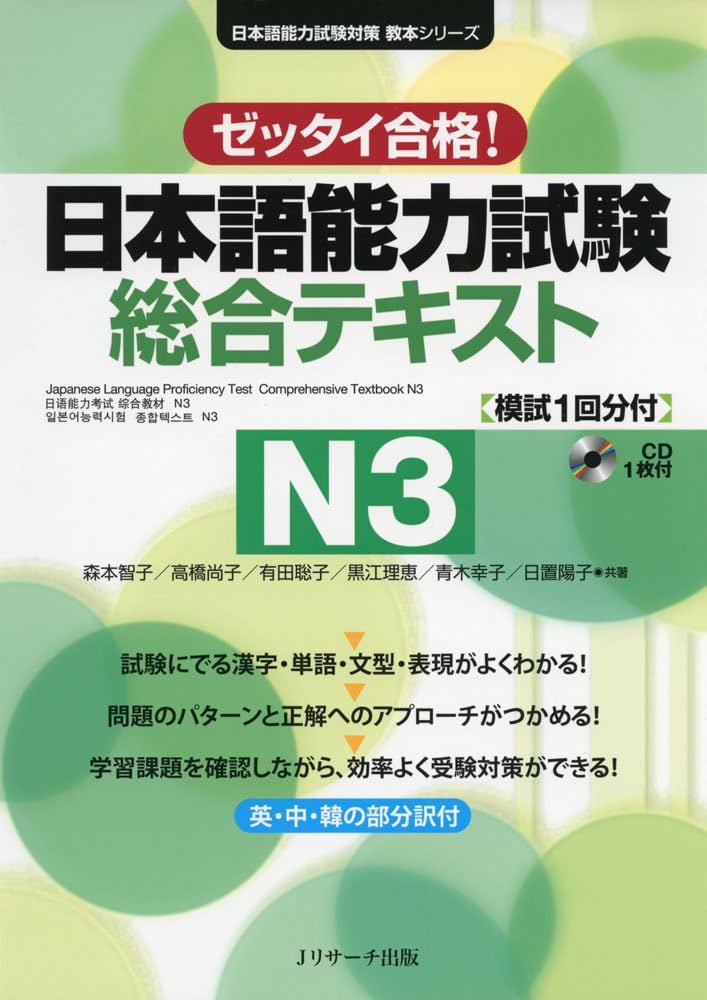 日本語能力試験対策 教本シリーズ
ゼッタイ合格!
日本語能力試験
総合テキスト
Japanese Language Proficiency Test Comprehensive Textbook N3
日语能力考试 综合教材 N3
일본어능력시험 종합텍스트 N3
模試1回分付
CD
1枚付
N3
森本智子/高橋尚子/有田聡子/黒江理恵/青木幸子/日置陽子◉共著
試験にでる漢字・単語・文型・表現がよくわかる!
問題のパターンと正解へのアプローチがつかめる!
学習課題を確認しながら、効率よく受験対策ができる!
英・中・韓の部分訳付
Jリサーチ出版